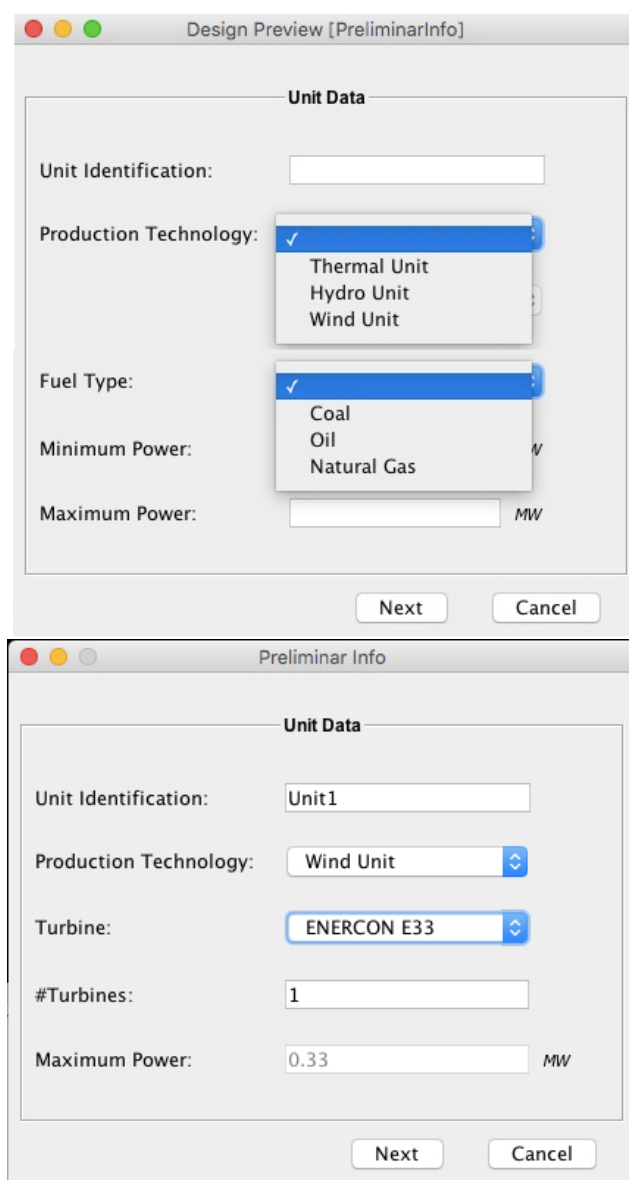 Design Preview [PreliminarInfo]
Unit Data
Unit Identification:
Production Technology: ✓
Thermal Unit
Hydro Unit
Wind Unit
Fuel Type: ✓
Coal
Oil
Natural Gas
Minimum Power:
Maximum Power: MW
Next Cancel
Preliminar Info
Unit Data
Unit Identification: Unit1
Production Technology: Wind Unit
Turbine: ENERCON E33
#Turbines: 1
Maximum Power: 0.33 MW
Next Cancel